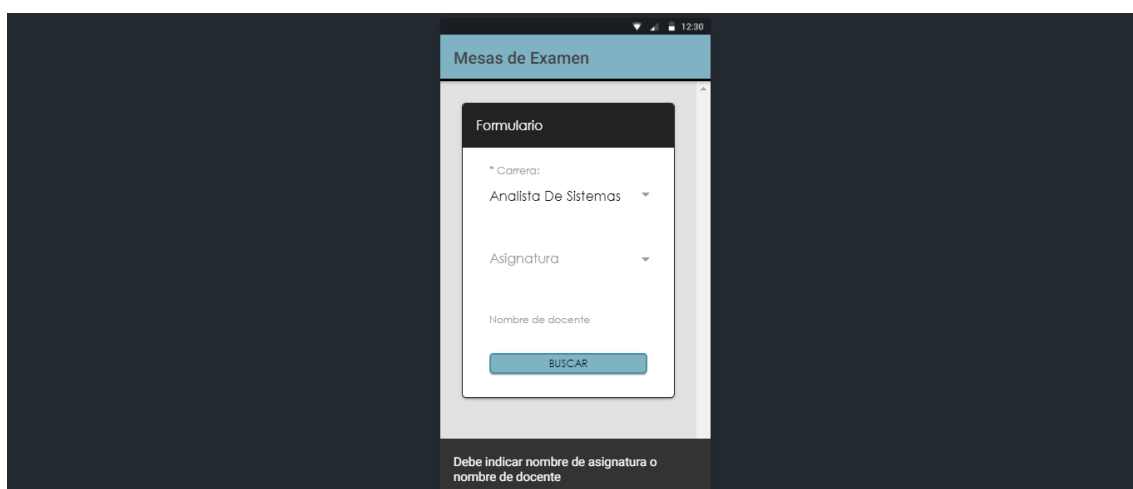 12:30
Mesas de Examen
Formulario
* Carrera:
Analista De Sistemas
Asignatura
Nombre de docente
BUSCAR
Debe indicar nombre de asignatura o
nombre de docente